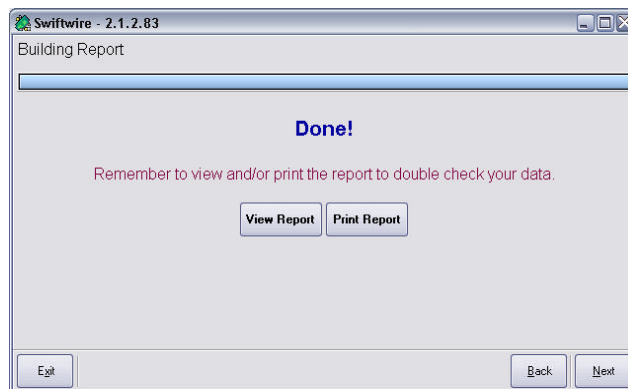 Swiftwire - 2.1.2.83
Building Report
Done!
Remember to view and/or print the report to double check your data.
View Report Print Report
Exit Back Next